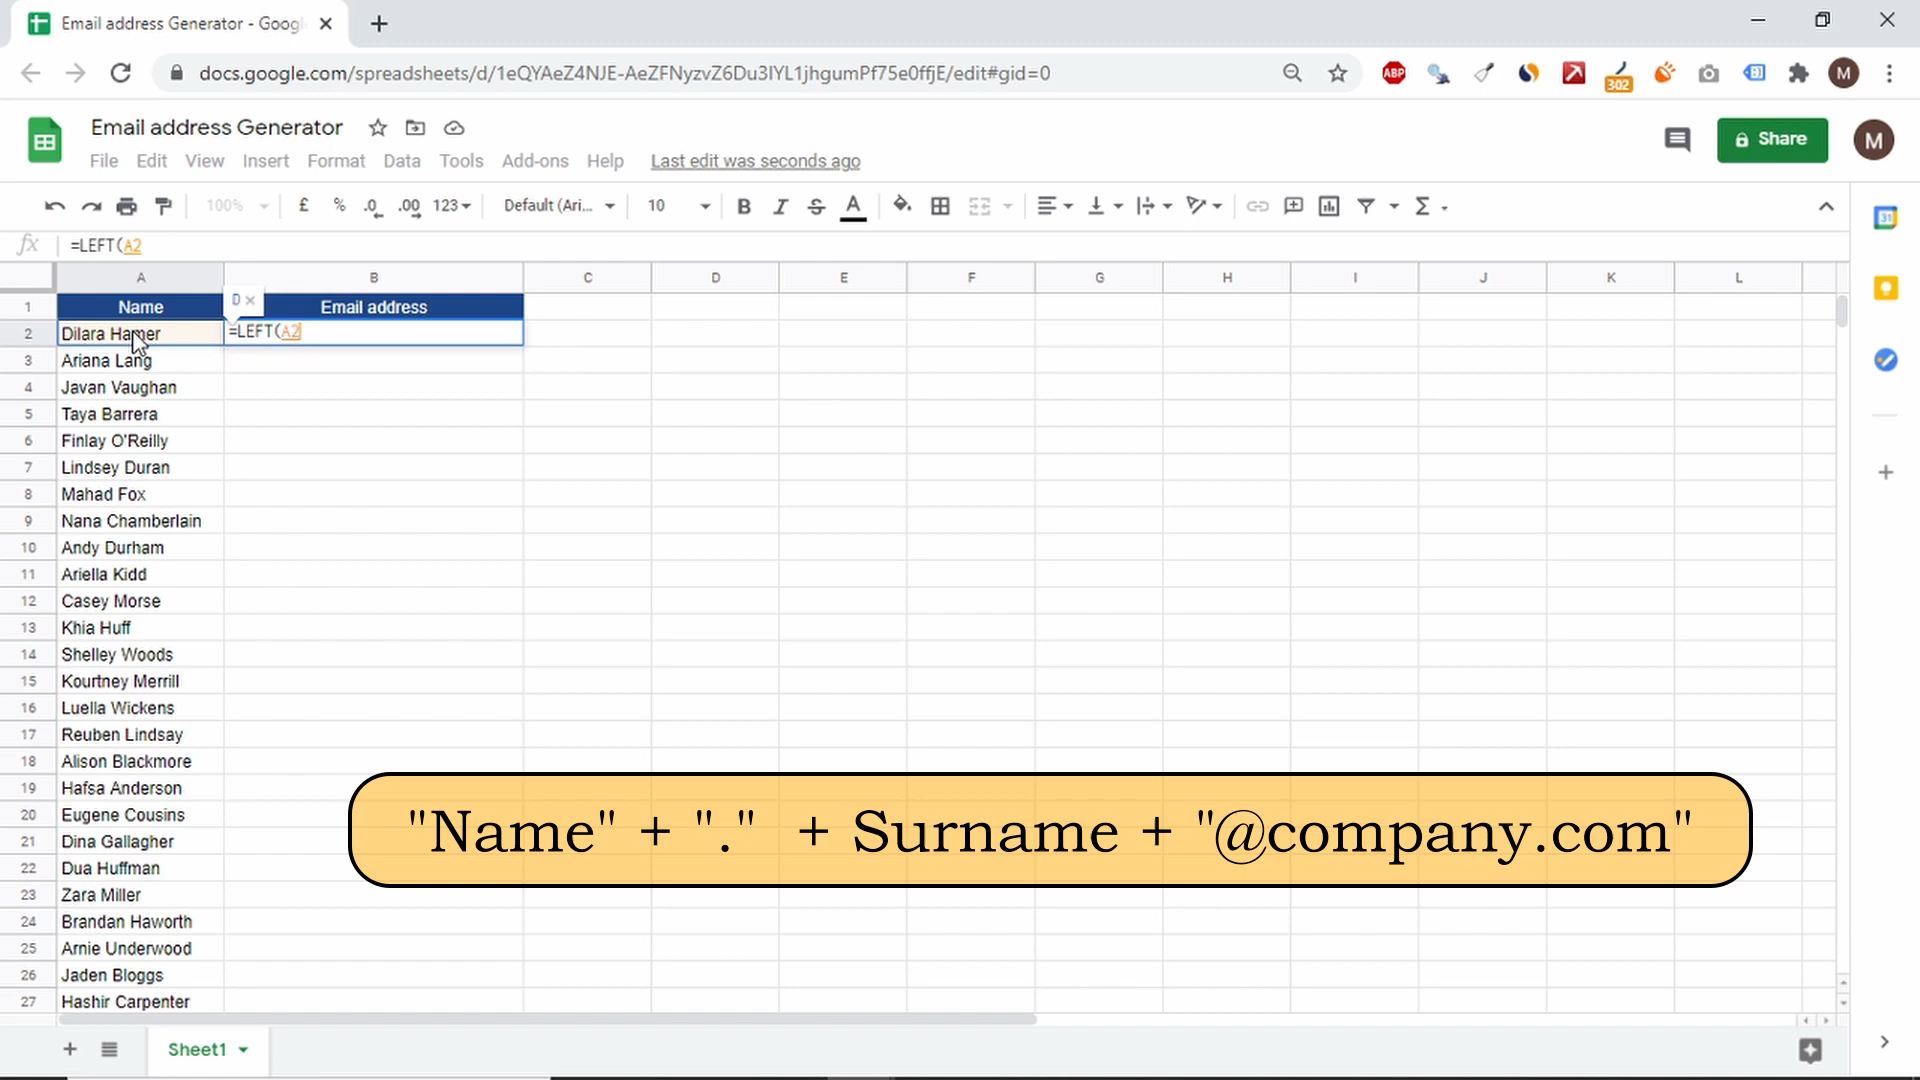 Email address Generator - Googl
docs.google.com/spreadsheets/d/1eQYAeZ4NJE-AeZFNyzvZ6Du3lYL1jhgumPf75e0ffjE/edit#gid=0
ABP
302
M
Email address Generator
File Edit View Insert Format Data Tools Add-ons Help Last edit was seconds ago
Share
M
100% £ % .0 .00 123 Default (Ari... 10 B I S A Σ
31
fx =LEFT(A2
A B C D E F G H I J K L
1 Name Email address
D ×
2 Dilara Hamer =LEFT(A2
3 Ariana Lang
4 Javan Vaughan
5 Taya Barrera
6 Finlay O'Reilly
7 Lindsey Duran
8 Mahad Fox
9 Nana Chamberlain
10 Andy Durham
11 Ariella Kidd
12 Casey Morse
13 Khia Huff
14 Shelley Woods
15 Kourtney Merrill
16 Luella Wickens
17 Reuben Lindsay
18 Alison Blackmore
19 Hafsa Anderson
20 Eugene Cousins
21 Dina Gallagher
22 Dua Huffman
23 Zara Miller
24 Brandan Haworth
25 Arnie Underwood
26 Jaden Bloggs
27 Hashir Carpenter
"Name" + "." + Surname + "@company.com"
Sheet1